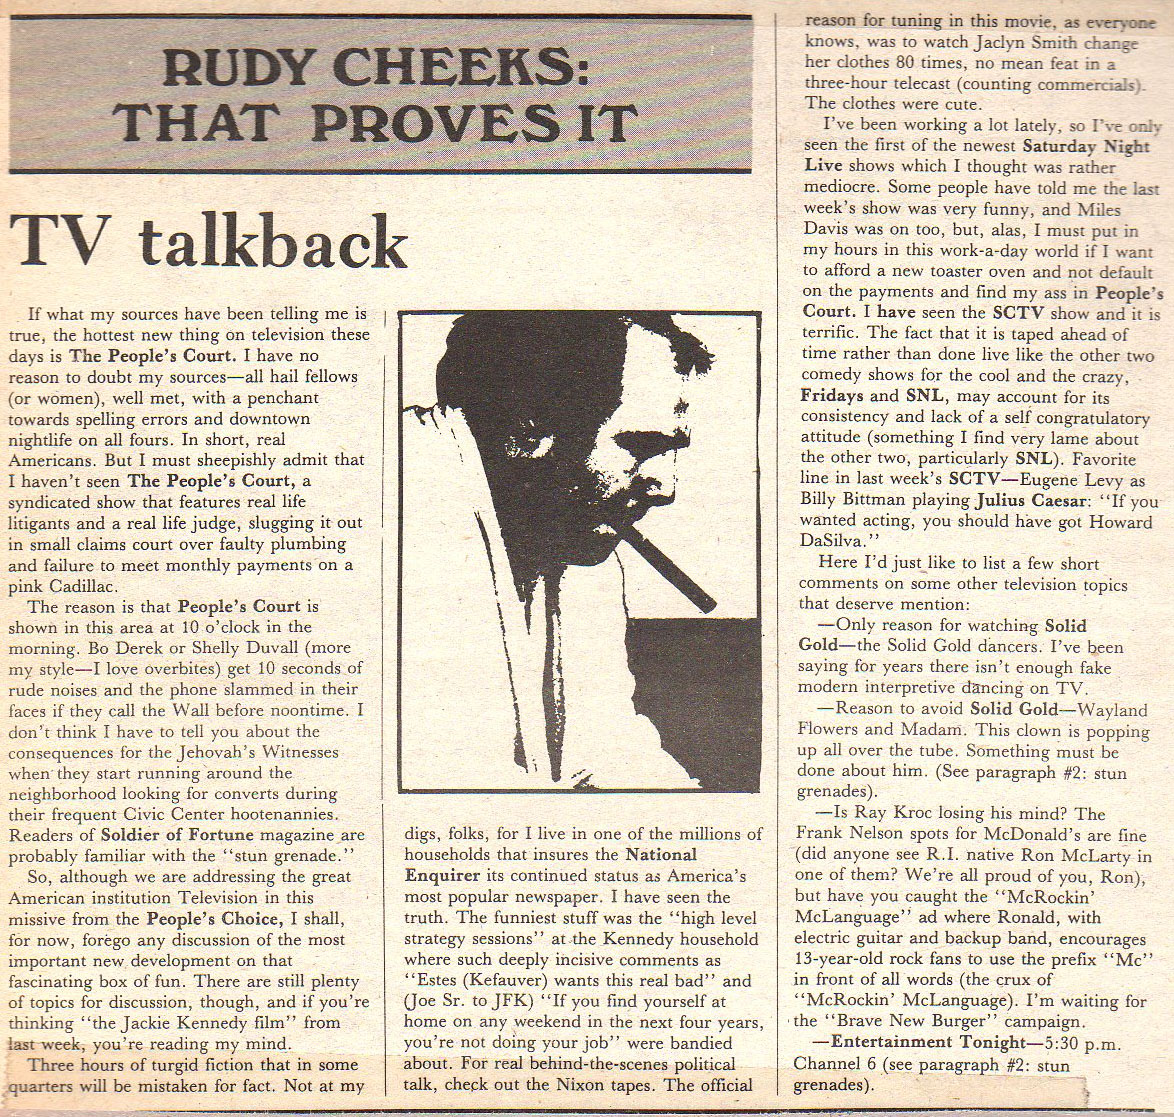 RUDY CHEEKS:
THAT PROVES IT
TV talkback
If what my sources have been telling me is
true, the hottest new thing on television these
days is The People's Court. I have no
reason to doubt my sources—all hail fellows
(or women), well met, with a penchant
towards spelling errors and downtown
nightlife on all fours. In short, real
Americans. But I must sheepishly admit that
I haven't seen The People's Court, a
syndicated show that features real life
litigants and a real life judge, slugging it out
in small claims court over faulty plumbing
and failure to meet monthly payments on a
pink Cadillac.
The reason is that People's Court is
shown in this area at 10 o'clock in the
morning. Bo Derek or Shelly Duvall (more
my style—I love overbites) get 10 seconds of
rude noises and the phone slammed in their
faces if they call the Wall before noontime. I
don't think I have to tell you about the
consequences for the Jehovah's Witnesses
when they start running around the
neighborhood looking for converts during
their frequent Civic Center hootenannies.
Readers of Soldier of Fortune magazine are
probably familiar with the "stun grenade."
So, although we are addressing the great
American institution Television in this
missive from the People's Choice, I shall,
for now, forego any discussion of the most
important new development on that
fascinating box of fun. There are still plenty
of topics for discussion, though, and if you're
thinking "the Jackie Kennedy film" from
last week, you're reading my mind.
Three hours of turgid fiction that in some
quarters will be mistaken for fact. Not at my
digs, folks, for I live in one of the millions of
households that insures the National
Enquirer its continued status as America's
most popular newspaper. I have seen the
truth. The funniest stuff was the "high level
strategy sessions" at the Kennedy household
where such deeply incisive comments as
"Estes (Kefauver) wants this real bad" and
(Joe Sr. to JFK) "If you find yourself at
home on any weekend in the next four years,
you're not doing your job" were bandied
about. For real behind-the-scenes political
talk, check out the Nixon tapes. The official
reason for tuning in this movie, as everyone
knows, was to watch Jaclyn Smith change
her clothes 80 times, no mean feat in a
three-hour telecast (counting commercials).
The clothes were cute.
I've been working a lot lately, so I've only
seen the first of the newest Saturday Night
Live shows which I thought was rather
mediocre. Some people have told me the last
week's show was very funny, and Miles
Davis was on too, but, alas, I must put in
my hours in this work-a-day world if I want
to afford a new toaster oven and not default
on the payments and find my ass in People's
Court. I have seen the SCTV show and it is
terrific. The fact that it is taped ahead of
time rather than done live like the other two
comedy shows for the cool and the crazy,
Fridays and SNL, may account for its
consistency and lack of a self congratulatory
attitude (something I find very lame about
the other two, particularly SNL). Favorite
line in last week's SCTV—Eugene Levy as
Billy Bittman playing Julius Caesar: "If you
wanted acting, you should have got Howard
DaSilva."
Here I'd just like to list a few short
comments on some other television topics
that deserve mention:
—Only reason for watching Solid
Gold—the Solid Gold dancers. I've been
saying for years there isn't enough fake
modern interpretive dancing on TV.
—Reason to avoid Solid Gold—Wayland
Flowers and Madam. This clown is popping
up all over the tube. Something must be
done about him. (See paragraph #2: stun
grenades).
—Is Ray Kroc losing his mind? The
Frank Nelson spots for McDonald's are fine
(did anyone see R.I. native Ron McLarty in
one of them? We're all proud of you, Ron),
but have you caught the "McRockin'
McLanguage" ad where Ronald, with
electric guitar and backup band, encourages
13-year-old rock fans to use the prefix "Mc"
in front of all words (the crux of
"McRockin' McLanguage). I'm waiting for
the "Brave New Burger" campaign.
—Entertainment Tonight—5:30 p.m.
Channel 6 (see paragraph #2: stun
grenades).